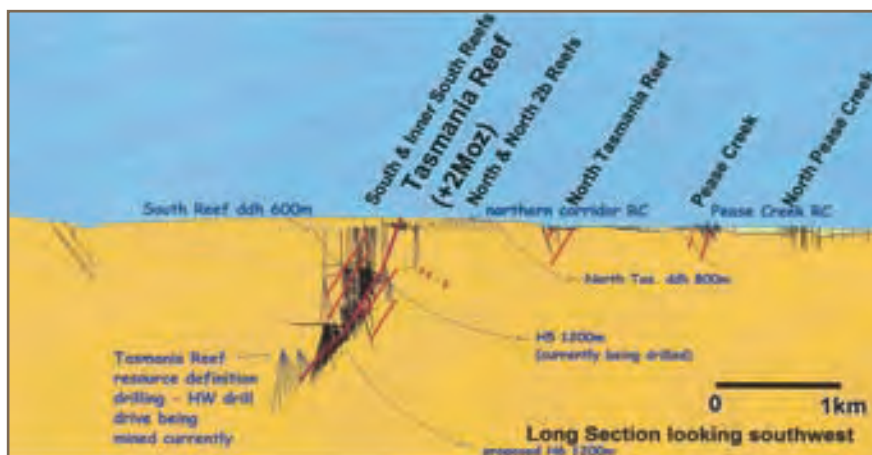 South & Inner South Reefs
Tasmania Reef
(+2Moz)
North & North 2b Reefs
North Tasmania Reef
Pease Creek
North Pease Creek
South Reef ddh 600m
northern corridor RC
Pease Creek RC
North Tas. ddh 800m
H5 1200m
(currently being drilled)
Tasmania Reef
resource definition
drilling - HW drill
drive being
mined currently
0 1km
Long Section looking southwest
proposed H6 1200m